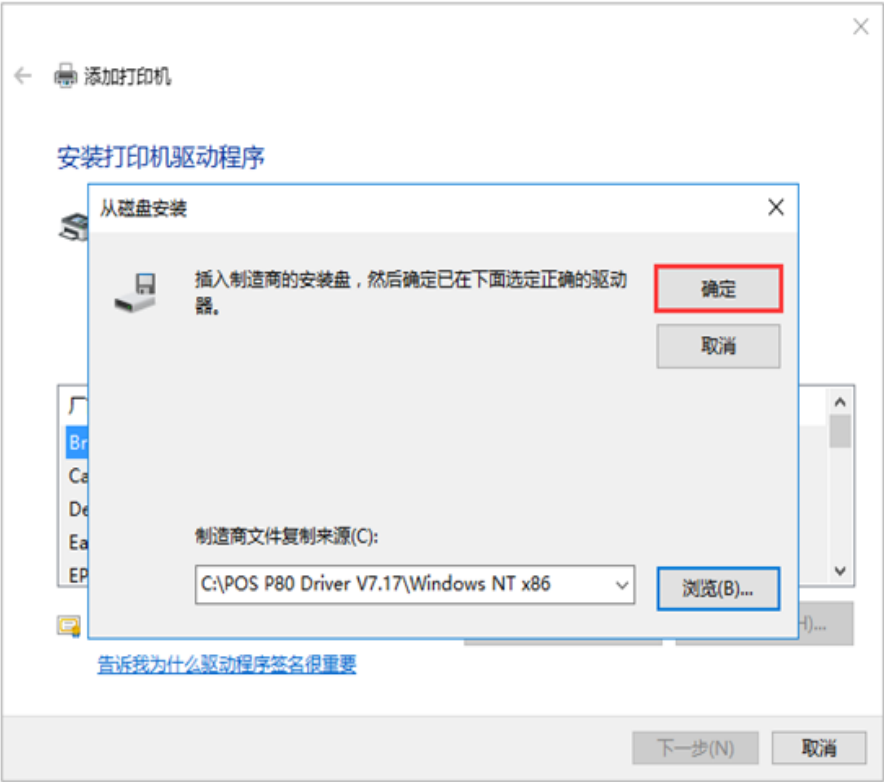 添加打印机
安装打印机驱动程序
从磁盘安装
插入制造商的安装盘，然后确定已在下面选定正确的驱动
器。
确定
取消
厂
Br
Ca
De
Ea
EP
制造商文件复制来源(C):
C:\POS P80 Driver V7.17\Windows NT x86
浏览(B)...
H)...
告诉我为什么驱动程序签名很重要
下一步(N)
取消